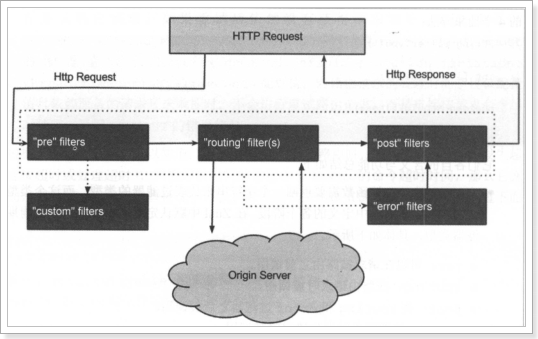 HTTP Request
Http Request
Http Response
"pre" filters
"routing" filter(s)
"post" filters
"custom" filters
"error" filters
Origin Server